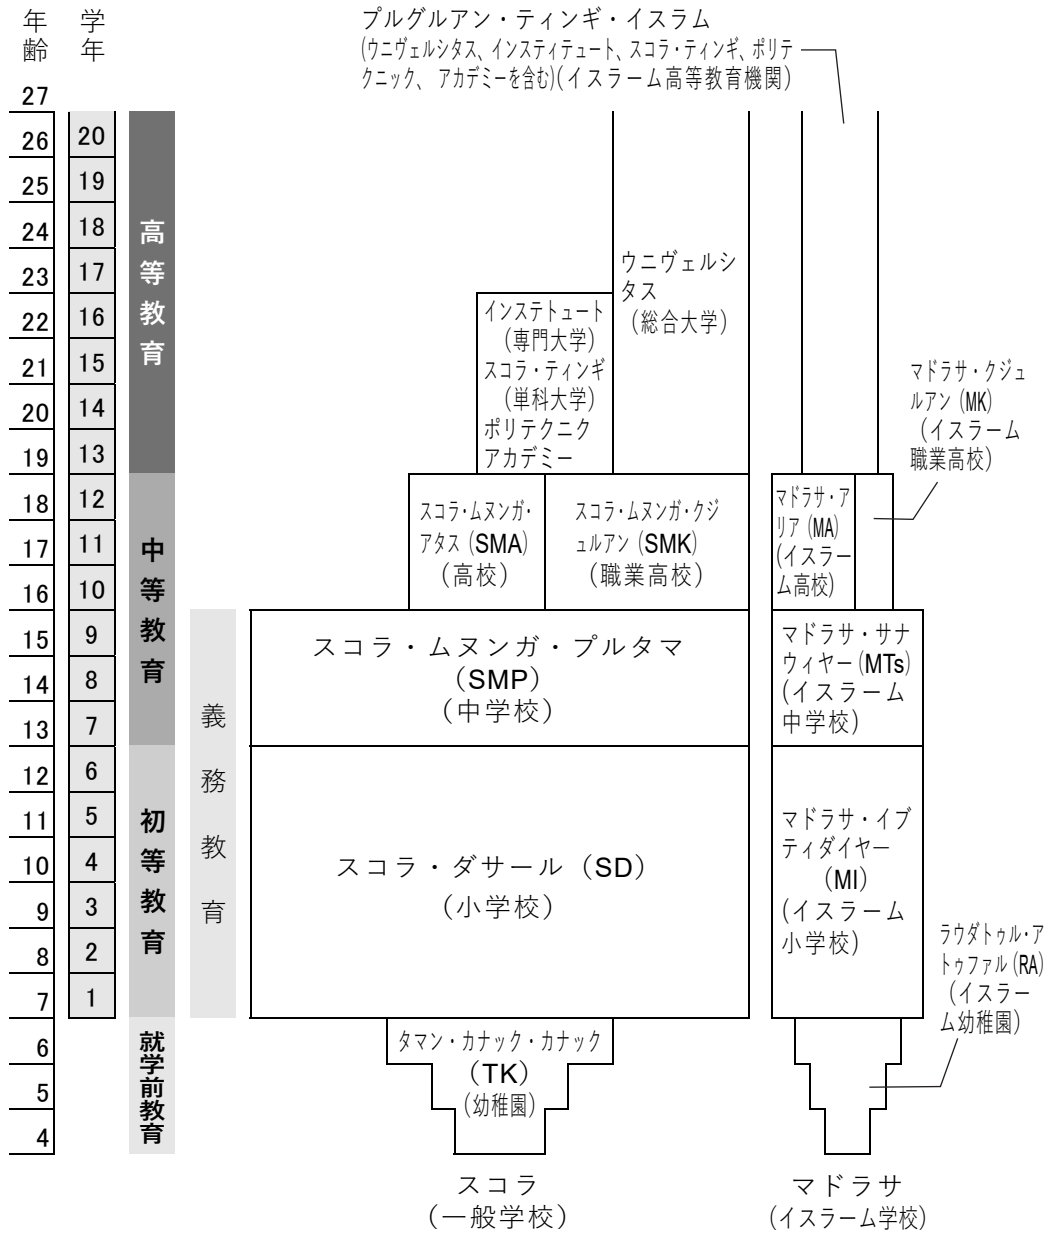 年齢
学年
プルグルアン・ティンギ・イスラム
(ウニヴェルシタス、インスティテュート、スコラ・ティンギ、ポリテ
クニック、 アカデミーを含む)(イスラーム高等教育機関)
27
26
25
24
23
22
21
20
19
18
17
16
15
14
13
12
11
10
9
8
7
6
5
4
20
19
18
17
16
15
14
13
12
11
10
9
8
7
6
5
4
3
2
1
高等教育
中等教育
初等教育
就学前教育
義務教育
ウニヴェルシ
タス
(総合大学)
インステトュート
(専門大学)
スコラ・ティンギ
(単科大学)
ポリテクニク
アカデミー
スコラ・ムヌンガ・
アタス (SMA)
(高校)
スコラ・ムヌンガ・クジ
ュルアン (SMK)
(職業高校)
スコラ・ムヌンガ・プルタマ
(SMP)
(中学校)
スコラ・ダサール (SD)
(小学校)
タマン・カナック・カナック
(TK)
(幼稚園)
スコラ
(一般学校)
マドラサ・クジュ
ルアン (MK)
(イスラーム
職業高校)
マドラサ・ア
リア (MA)
(イスラー
ム高校)
マドラサ・サナ
ウィヤー (MTs)
(イスラーム
中学校)
マドラサ・イブ
ティダイヤー
(MI)
(イスラーム
小学校)
ラウダトゥル・ア
トゥファル (RA)
(イスラー
ム幼稚園)
マドラサ
(イスラーム学校)